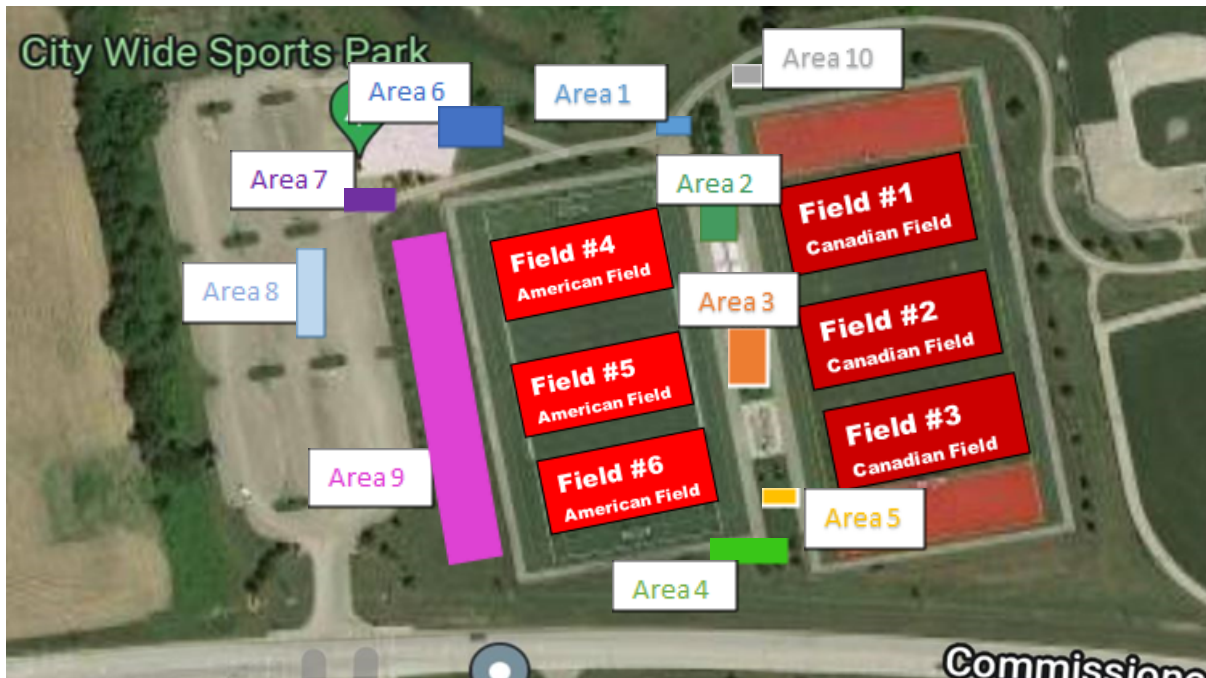 City Wide Sports Park
Area 10
Area 6
Area 1
Area 7
Area 2
Field #1
Canadian Field
Field #4
American Field
Area 8
Area 3
Field #2
Canadian Field
Field #5
American Field
Field #3
Canadian Field
Area 9
Field #6
American Field
Area 5
Area 4
Commissione